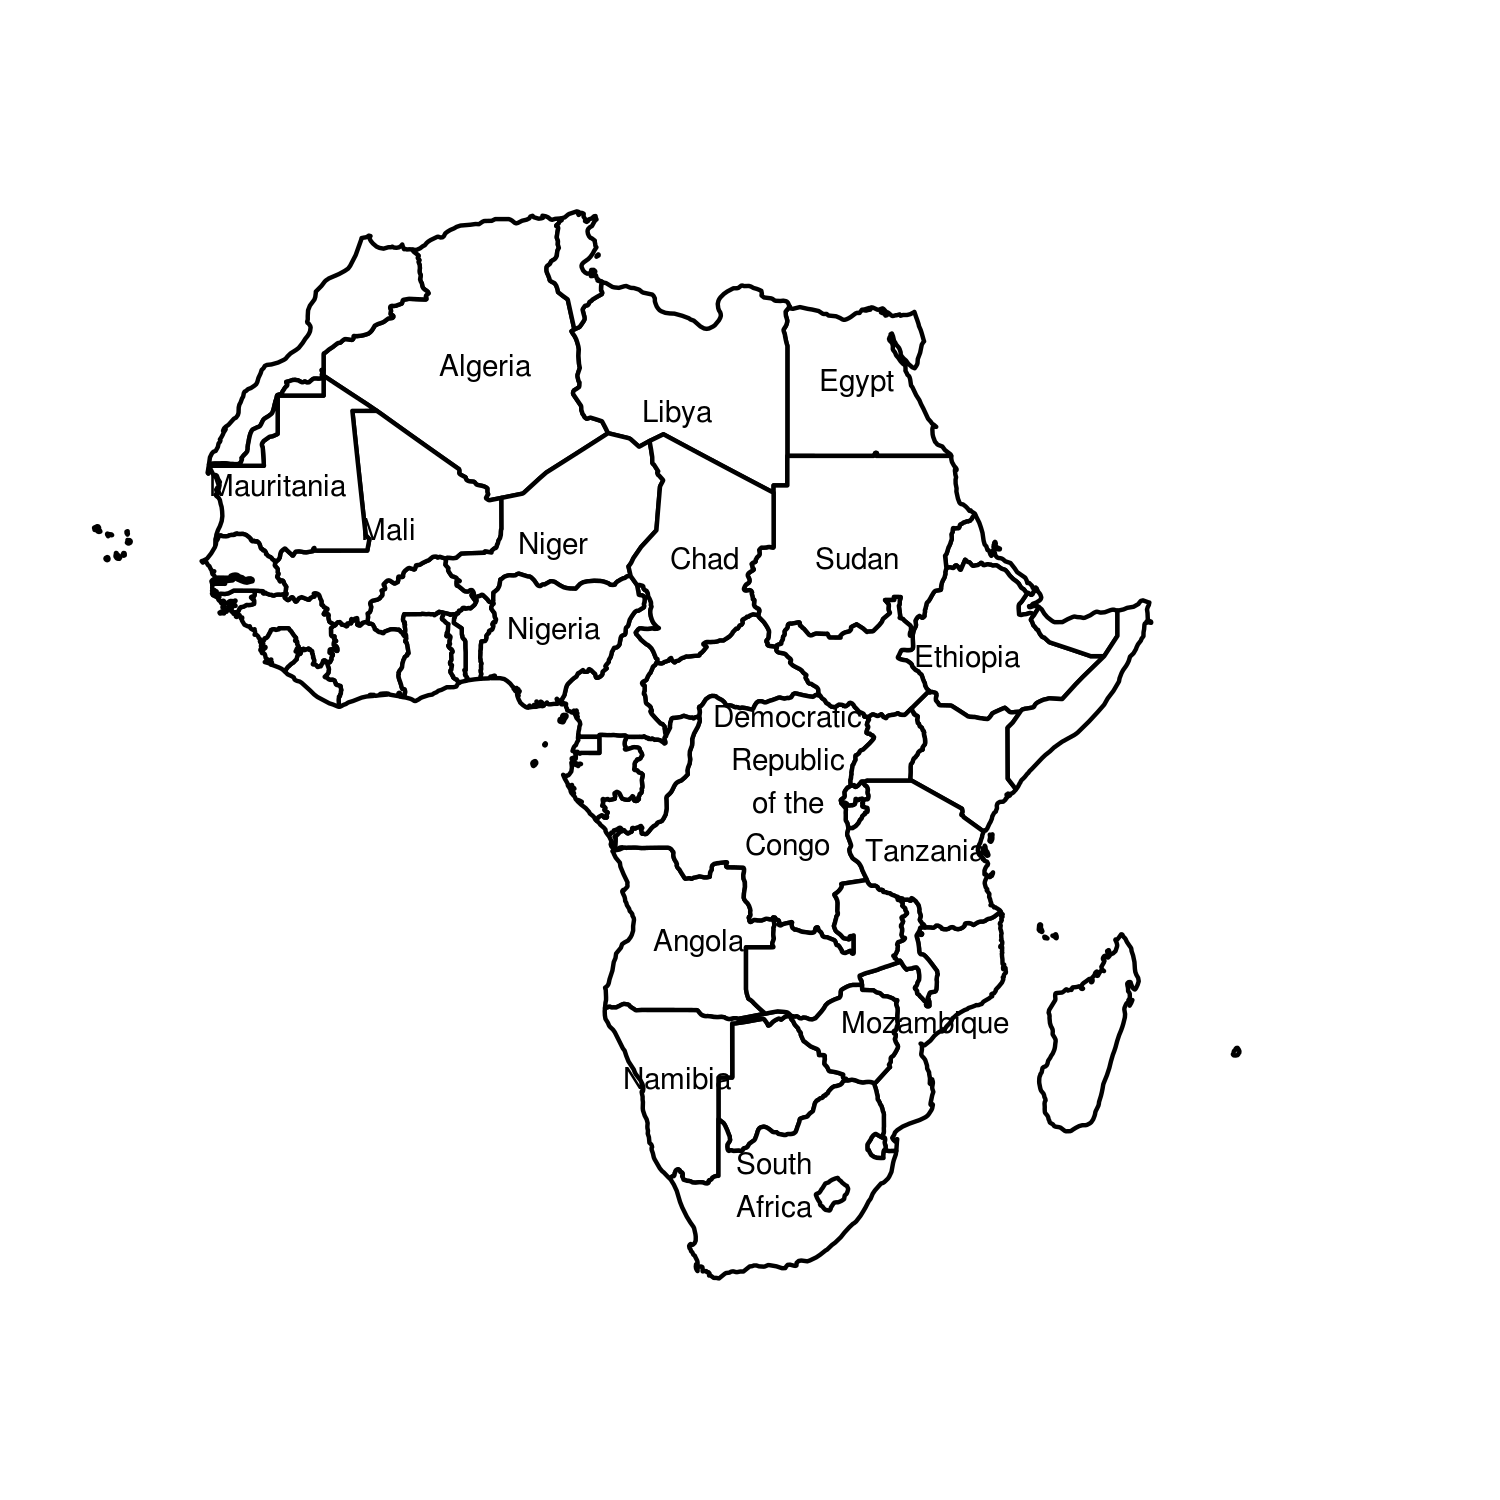 Algeria
Egypt
Libya
Mauritania
Mali
Niger
Chad
Sudan
Nigeria
Ethiopia
Democratic
Republic
of the
Congo
Tanzania
Angola
Mozambique
Namibia
South
Africa